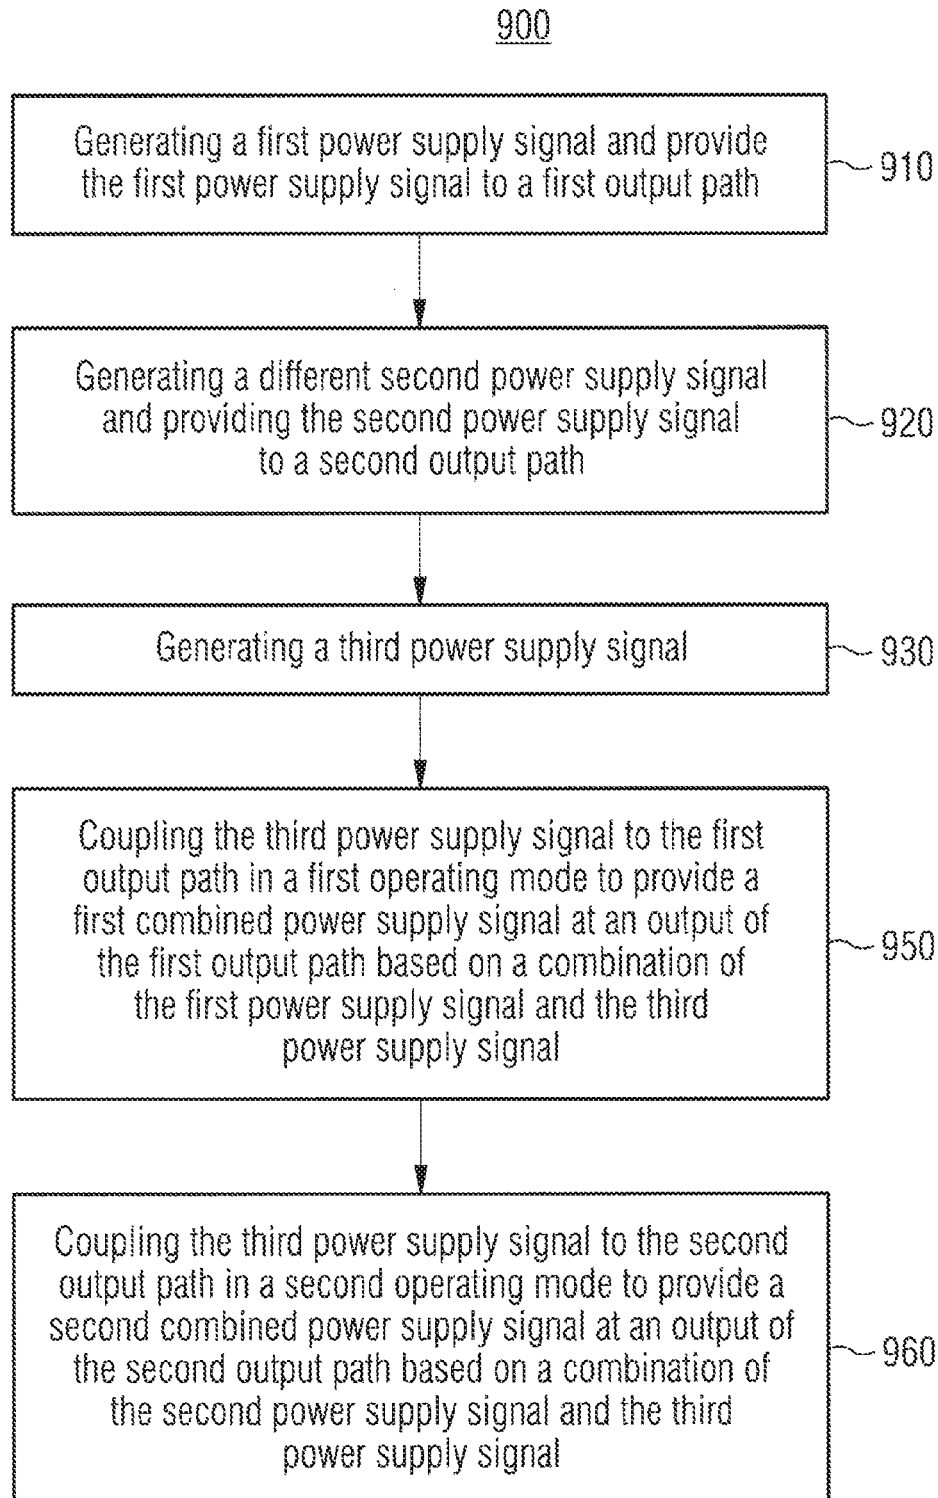 900
Generating a first power supply signal and provide
the first power supply signal to a first output path
910
Generating a different second power supply signal
and providing the second power supply signal
to a second output path
920
Generating a third power supply signal
930
Coupling the third power supply signal to the first
output path in a first operating mode to provide a
first combined power supply signal at an output of
the first output path based on a combination of
the first power supply signal and the third
power supply signal
950
Coupling the third power supply signal to the second
output path in a second operating mode to provide a
second combined power supply signal at an output of
the second output path based on a combination of
the second power supply signal and the third
power supply signal
960